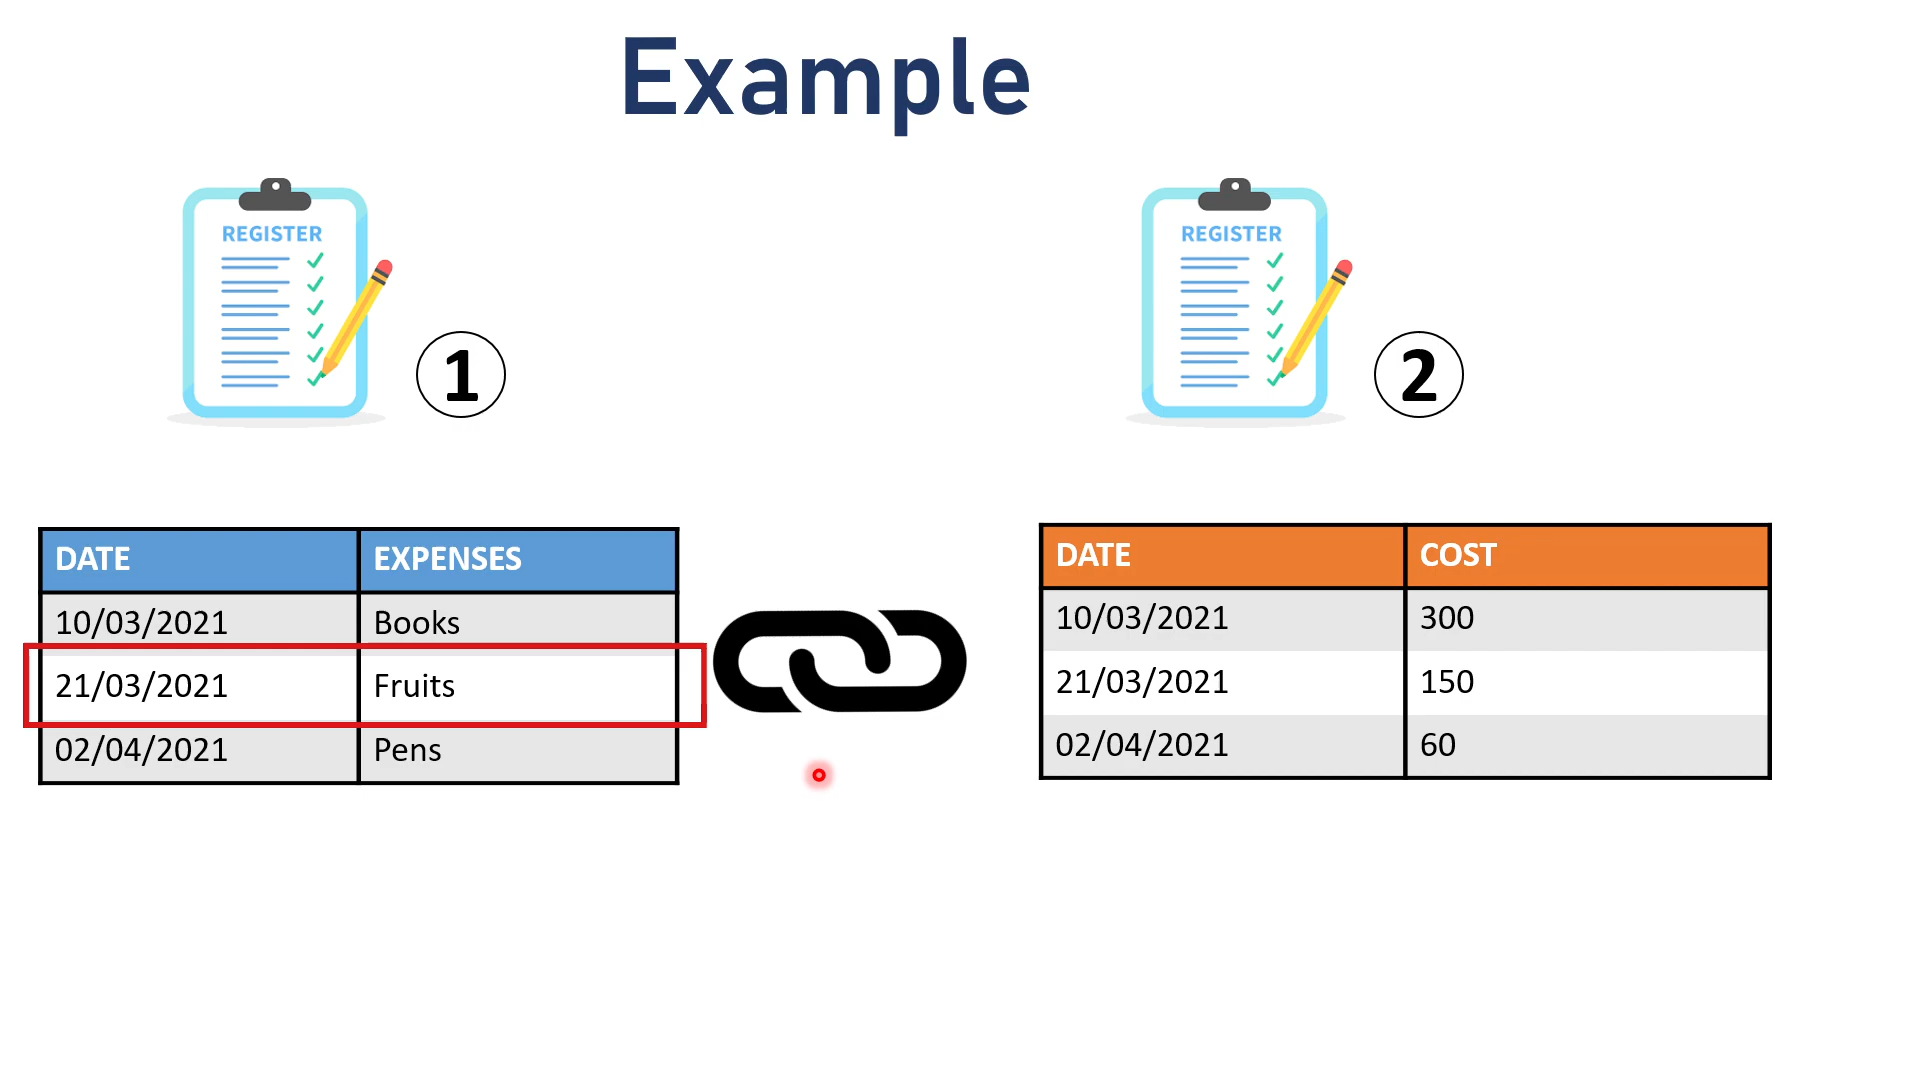 Example
REGISTER
1
REGISTER
2
DATE EXPENSES
10/03/2021 Books
21/03/2021 Fruits
02/04/2021 Pens
DATE COST
10/03/2021 300
21/03/2021 150
02/04/2021 60